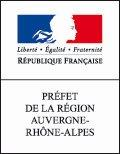 Liberté • Égalité • Fraternité
RÉPUBLIQUE FRANÇAISE
PRÉFET
DE LA RÉGION
AUVERGNE-
RHÔNE-ALPES